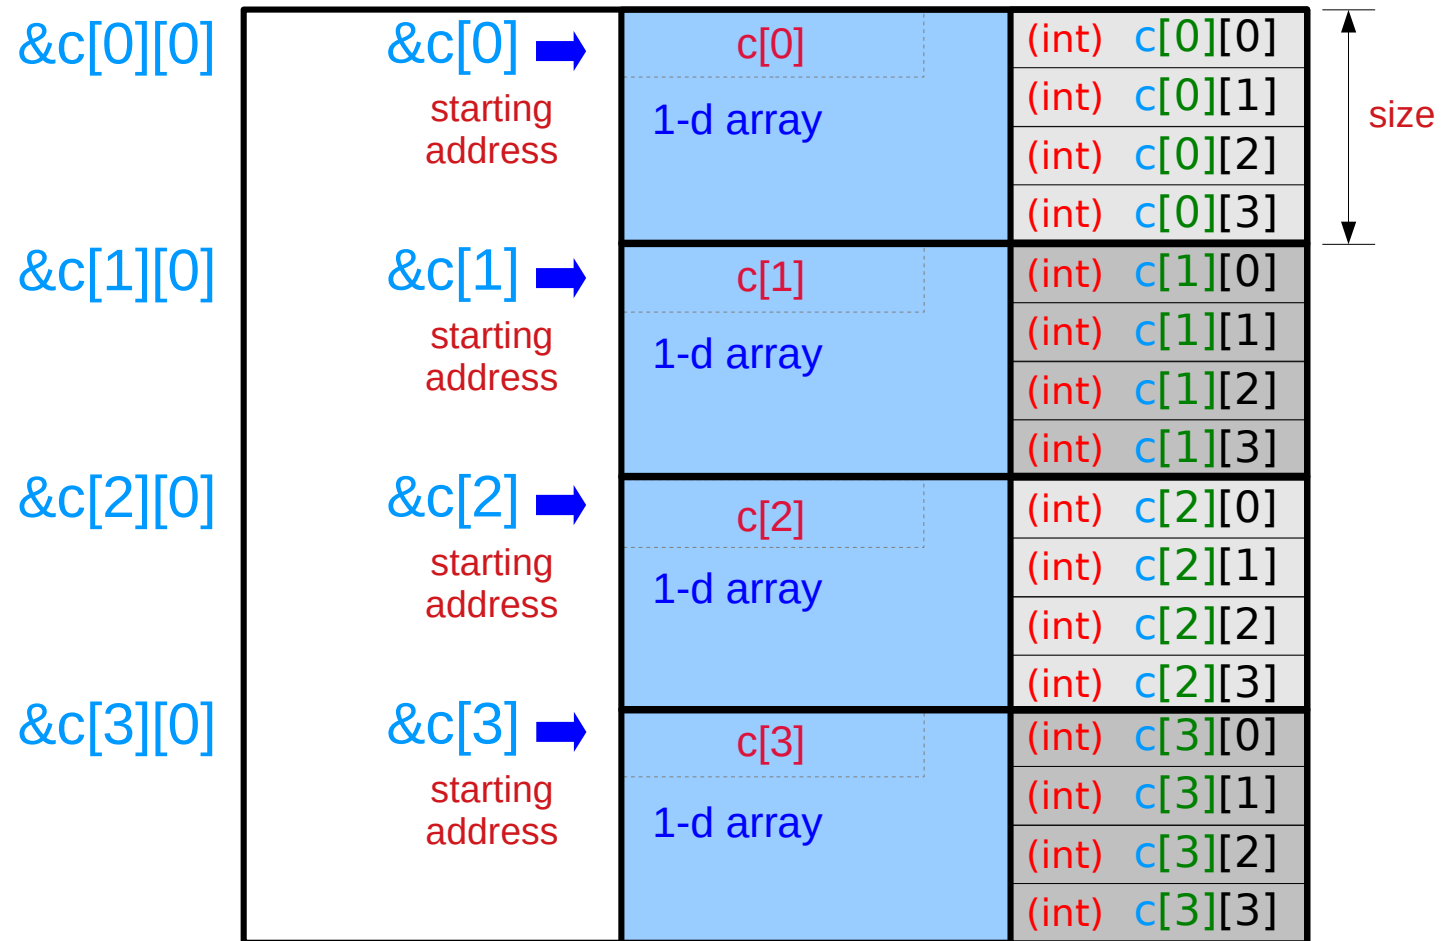 &c[0][0] &c[0] c[0] (int) c[0][0]
starting 1-d array (int) c[0][1] size
address (int) c[0][2]
(int) c[0][3]
&c[1][0] &c[1] c[1] (int) c[1][0]
starting 1-d array (int) c[1][1]
address (int) c[1][2]
(int) c[1][3]
&c[2][0] &c[2] c[2] (int) c[2][0]
starting 1-d array (int) c[2][1]
address (int) c[2][2]
(int) c[2][3]
&c[3][0] &c[3] c[3] (int) c[3][0]
starting 1-d array (int) c[3][1]
address (int) c[3][2]
(int) c[3][3]